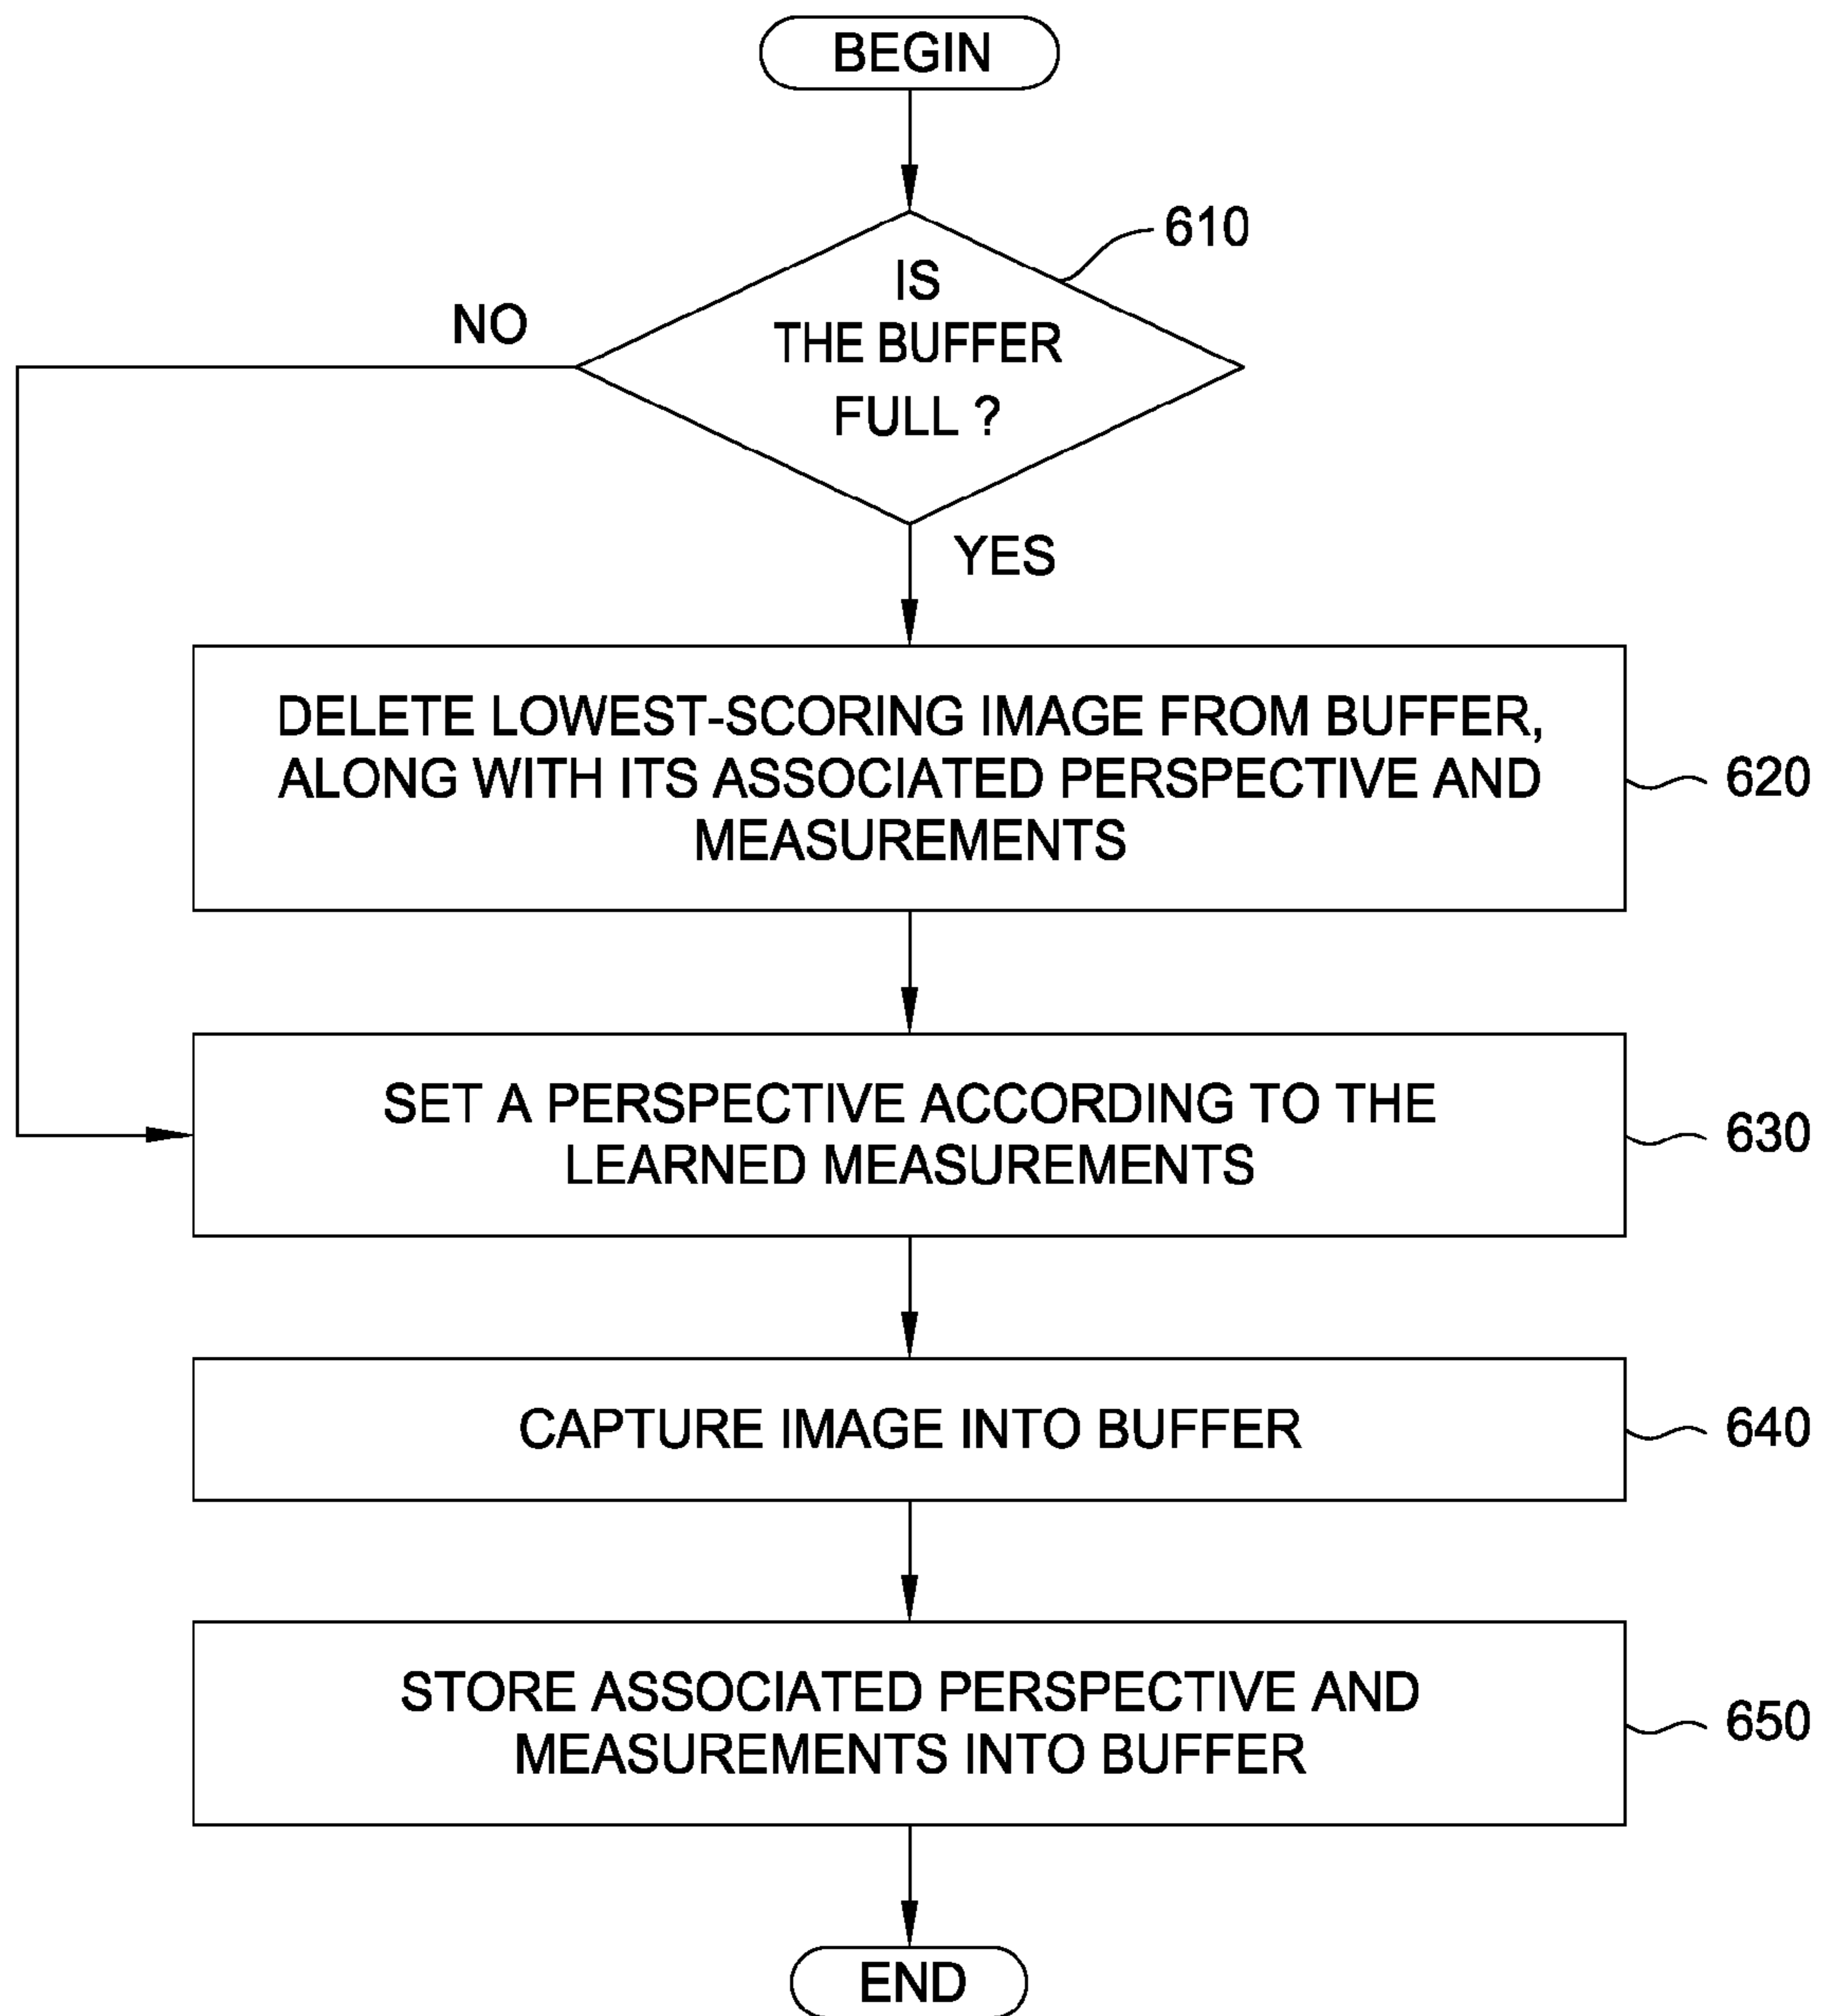 BEGIN
610
IS
THE BUFFER
FULL ?
NO
YES
DELETE LOWEST-SCORING IMAGE FROM BUFFER,
ALONG WITH ITS ASSOCIATED PERSPECTIVE AND
MEASUREMENTS
620
SET A PERSPECTIVE ACCORDING TO THE
LEARNED MEASUREMENTS
630
CAPTURE IMAGE INTO BUFFER
640
STORE ASSOCIATED PERSPECTIVE AND
MEASUREMENTS INTO BUFFER
650
END